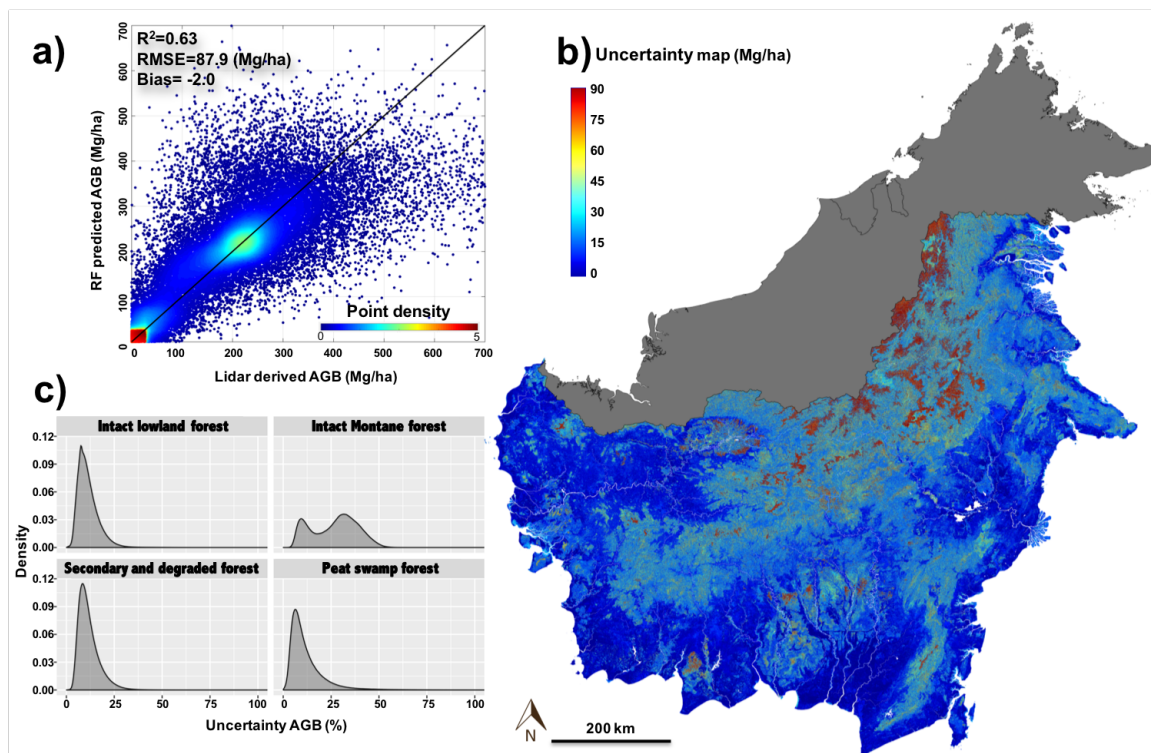 a)
R²=0.63
RMSE=87.9 (Mg/ha)
Bias= -2.0
RF predicted AGB (Mg/ha)
700
600
500
400
300
200
100
0
Point density
0 5
0 100 200 300 400 500 600 700
Lidar derived AGB (Mg/ha)
b) Uncertainty map (Mg/ha)
90
75
60
45
30
15
0
c)
Intact lowland forest Intact Montane forest
0.12
0.09
0.06
0.03
0.00
Density
Secondary and degraded forest Peat swamp forest
0.12
0.09
0.06
0.03
0.00
0 25 50 75 100 0 25 50 75 100
Uncertainty AGB (%)
N
200 km